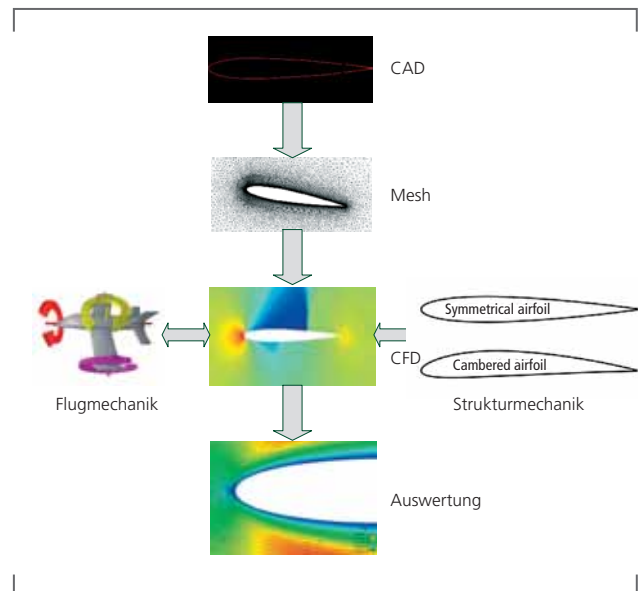 CAD
Mesh
Symmetrical airfoil
CFD
Cambered airfoil
Flugmechanik
Strukturmechanik
Auswertung